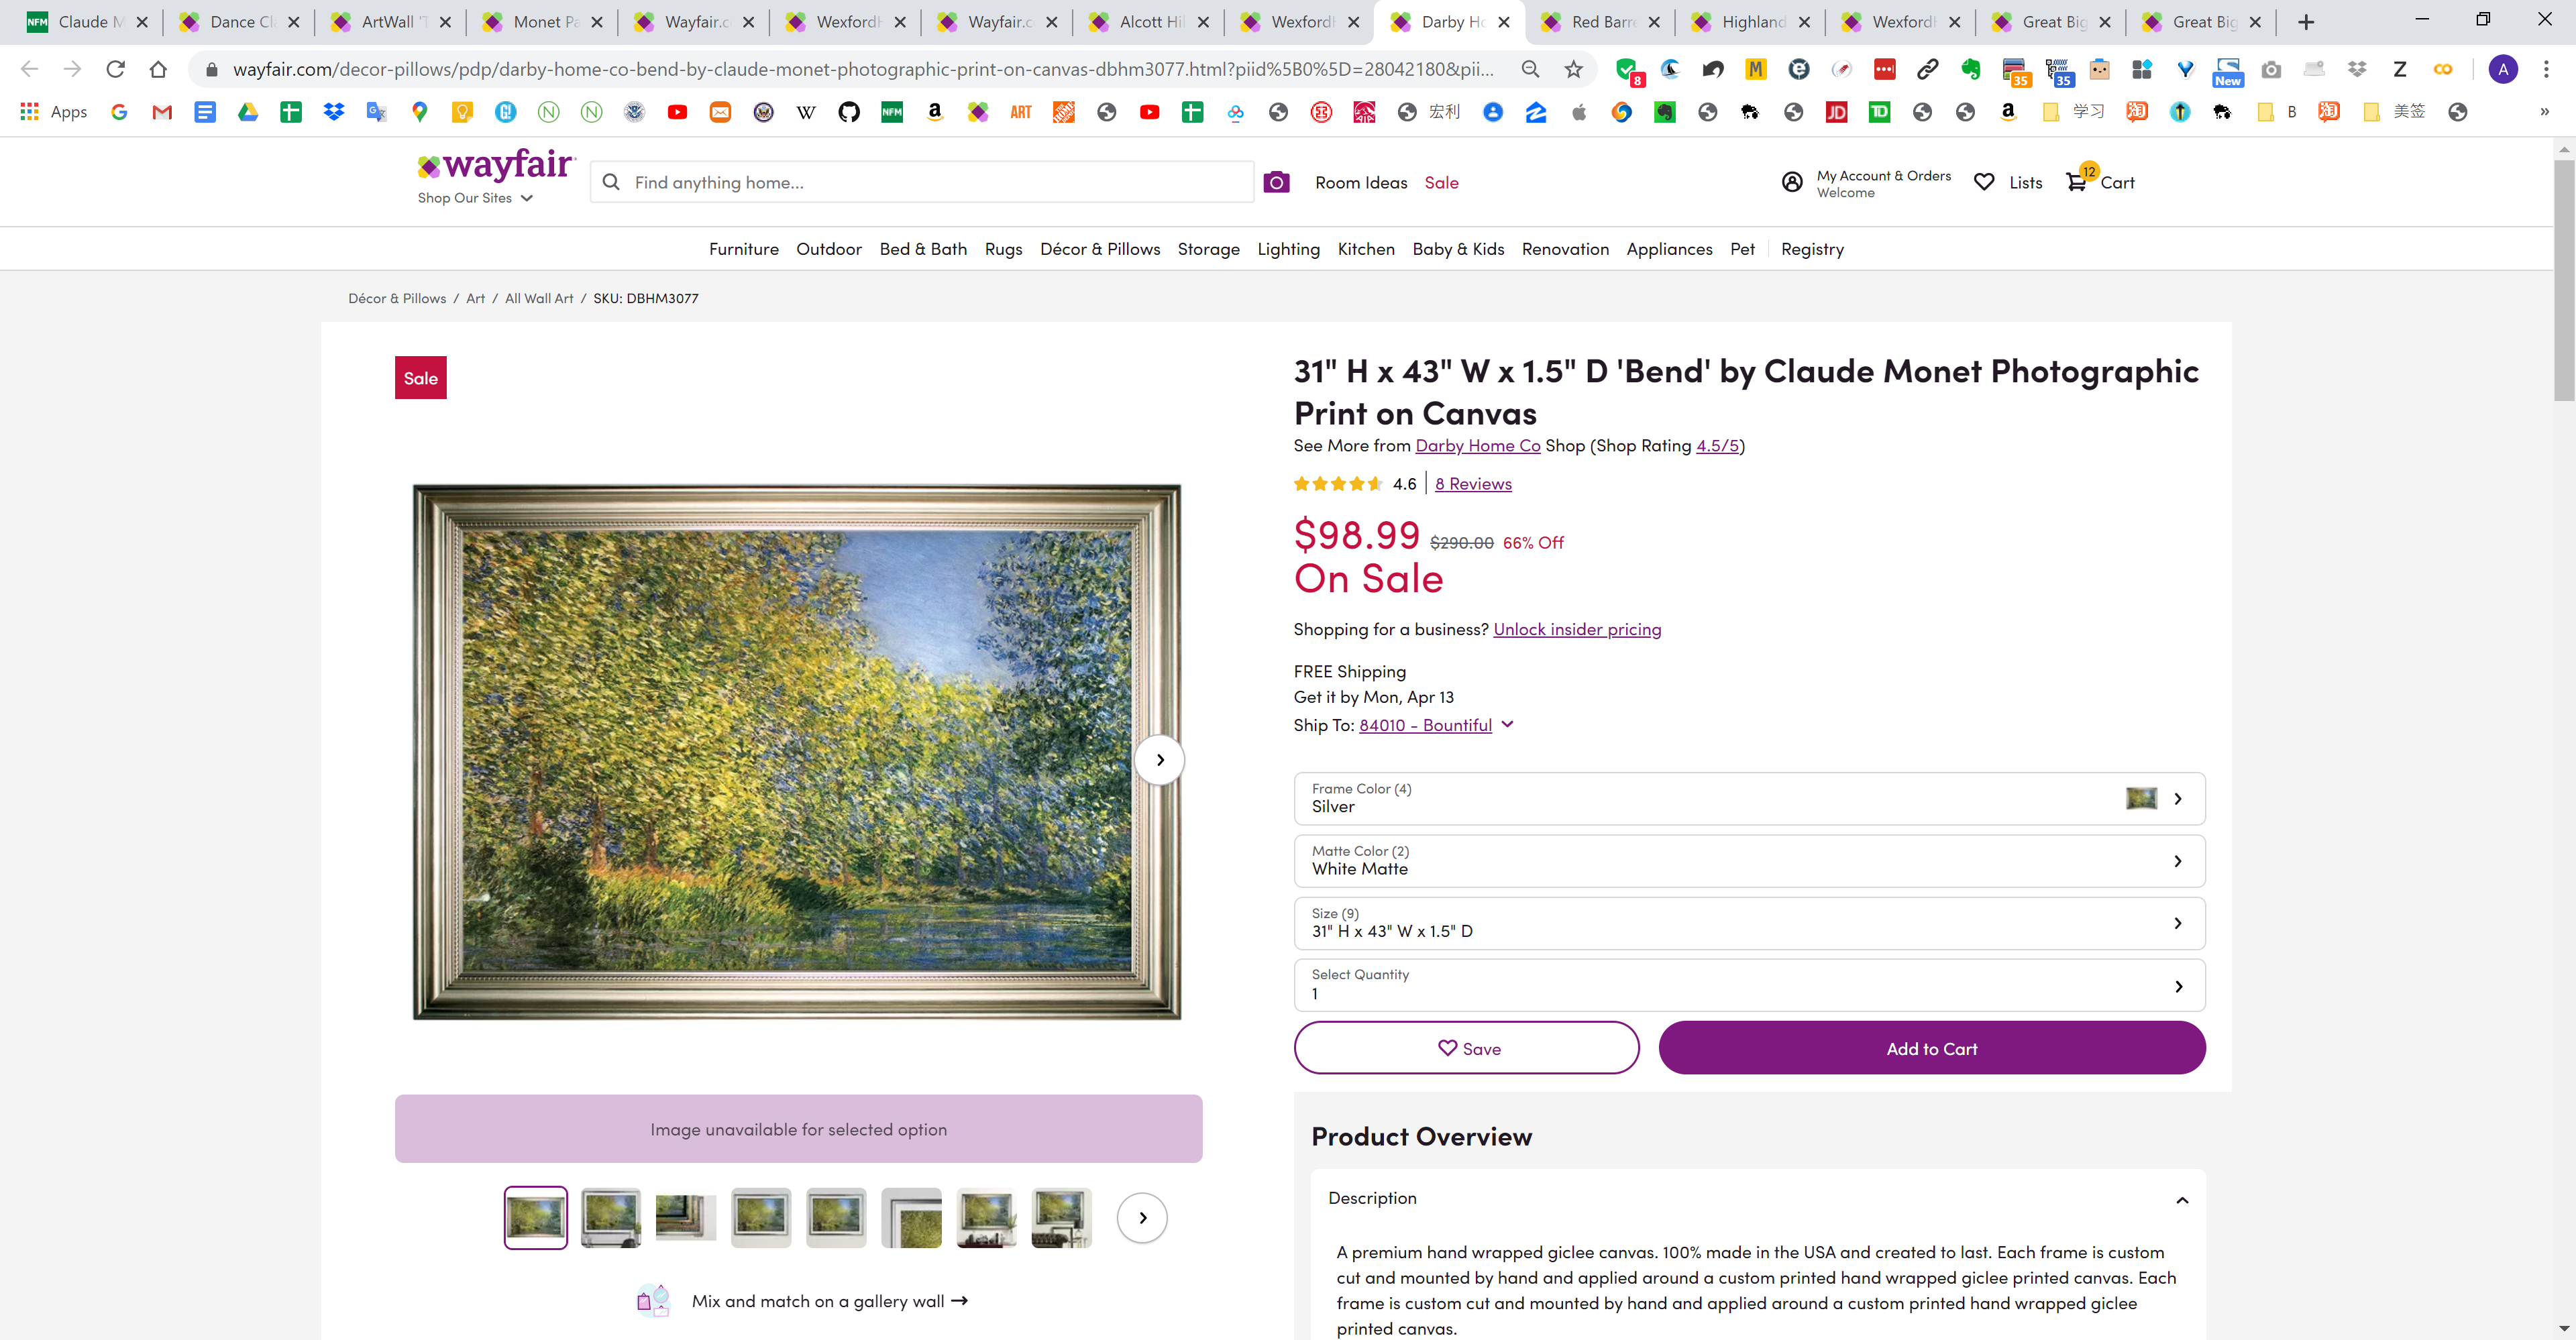 Claude M
Dance Cl
ArtWall 'T
Monet Pa
Wayfair.c
Wexford
Wayfair.c
Alcott Hil
Wexford
Darby Ho
Red Barre
Highland
Wexford
Great Big
Great Big
wayfair.com/decor-pillows/pdp/darby-home-co-bend-by-claude-monet-photographic-print-on-canvas-dbhm3077.html?piid%5B0%5D=28042180&pii...
8
35
35
New
A
Apps
ART
NFM
宏利
JD
TD
学习
B
美签
»
wayfair
Shop Our Sites
Find anything home...
Room Ideas
Sale
My Account & Orders
Welcome
Lists
12
Cart
Furniture
Outdoor
Bed & Bath
Rugs
Décor & Pillows
Storage
Lighting
Kitchen
Baby & Kids
Renovation
Appliances
Pet
Registry
Décor & Pillows / Art / All Wall Art / SKU: DBHM3077
Sale
31" H x 43" W x 1.5" D 'Bend' by Claude Monet Photographic
Print on Canvas
See More from Darby Home Co Shop (Shop Rating 4.5/5)
4.6
8 Reviews
$98.99 $290.00 66% Off
On Sale
Shopping for a business? Unlock insider pricing
FREE Shipping
Get it by Mon, Apr 13
Ship To: 84010 - Bountiful
Frame Color (4)
Silver
Matte Color (2)
White Matte
Size (9)
31" H x 43" W x 1.5" D
Select Quantity
1
Save
Add to Cart
Image unavailable for selected option
Mix and match on a gallery wall
Product Overview
Description
A premium hand wrapped giclee canvas. 100% made in the USA and created to last. Each frame is custom
cut and mounted by hand and applied around a custom printed hand wrapped giclee printed canvas. Each
frame is custom cut and mounted by hand and applied around a custom printed hand wrapped giclee
printed canvas.